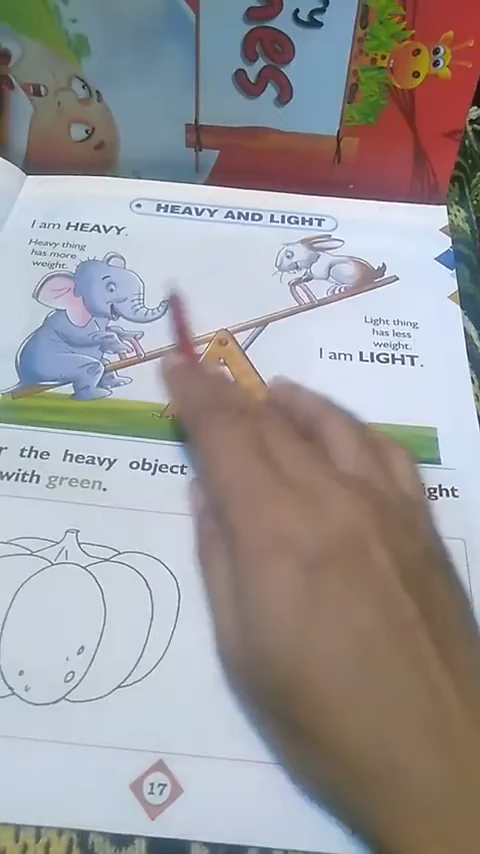 HEAVY AND LIGHT
I am HEAVY.
Heavy thing
has more
weight.
Light thing
has less
weight.
I am LIGHT.
the heavy object
with green.
17